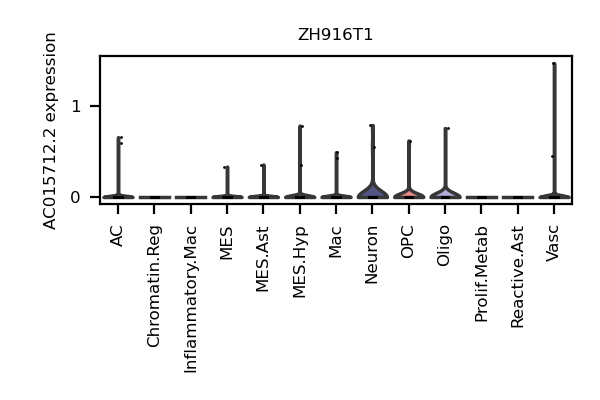 ZH916T1
AC015712.2 expression
1
0
AC
Chromatin.Reg
Inflammatory.Mac
MES
MES.Ast
MES.Hyp
Mac
Neuron
OPC
Oligo
Prolif.Metab
Reactive.Ast
Vasc